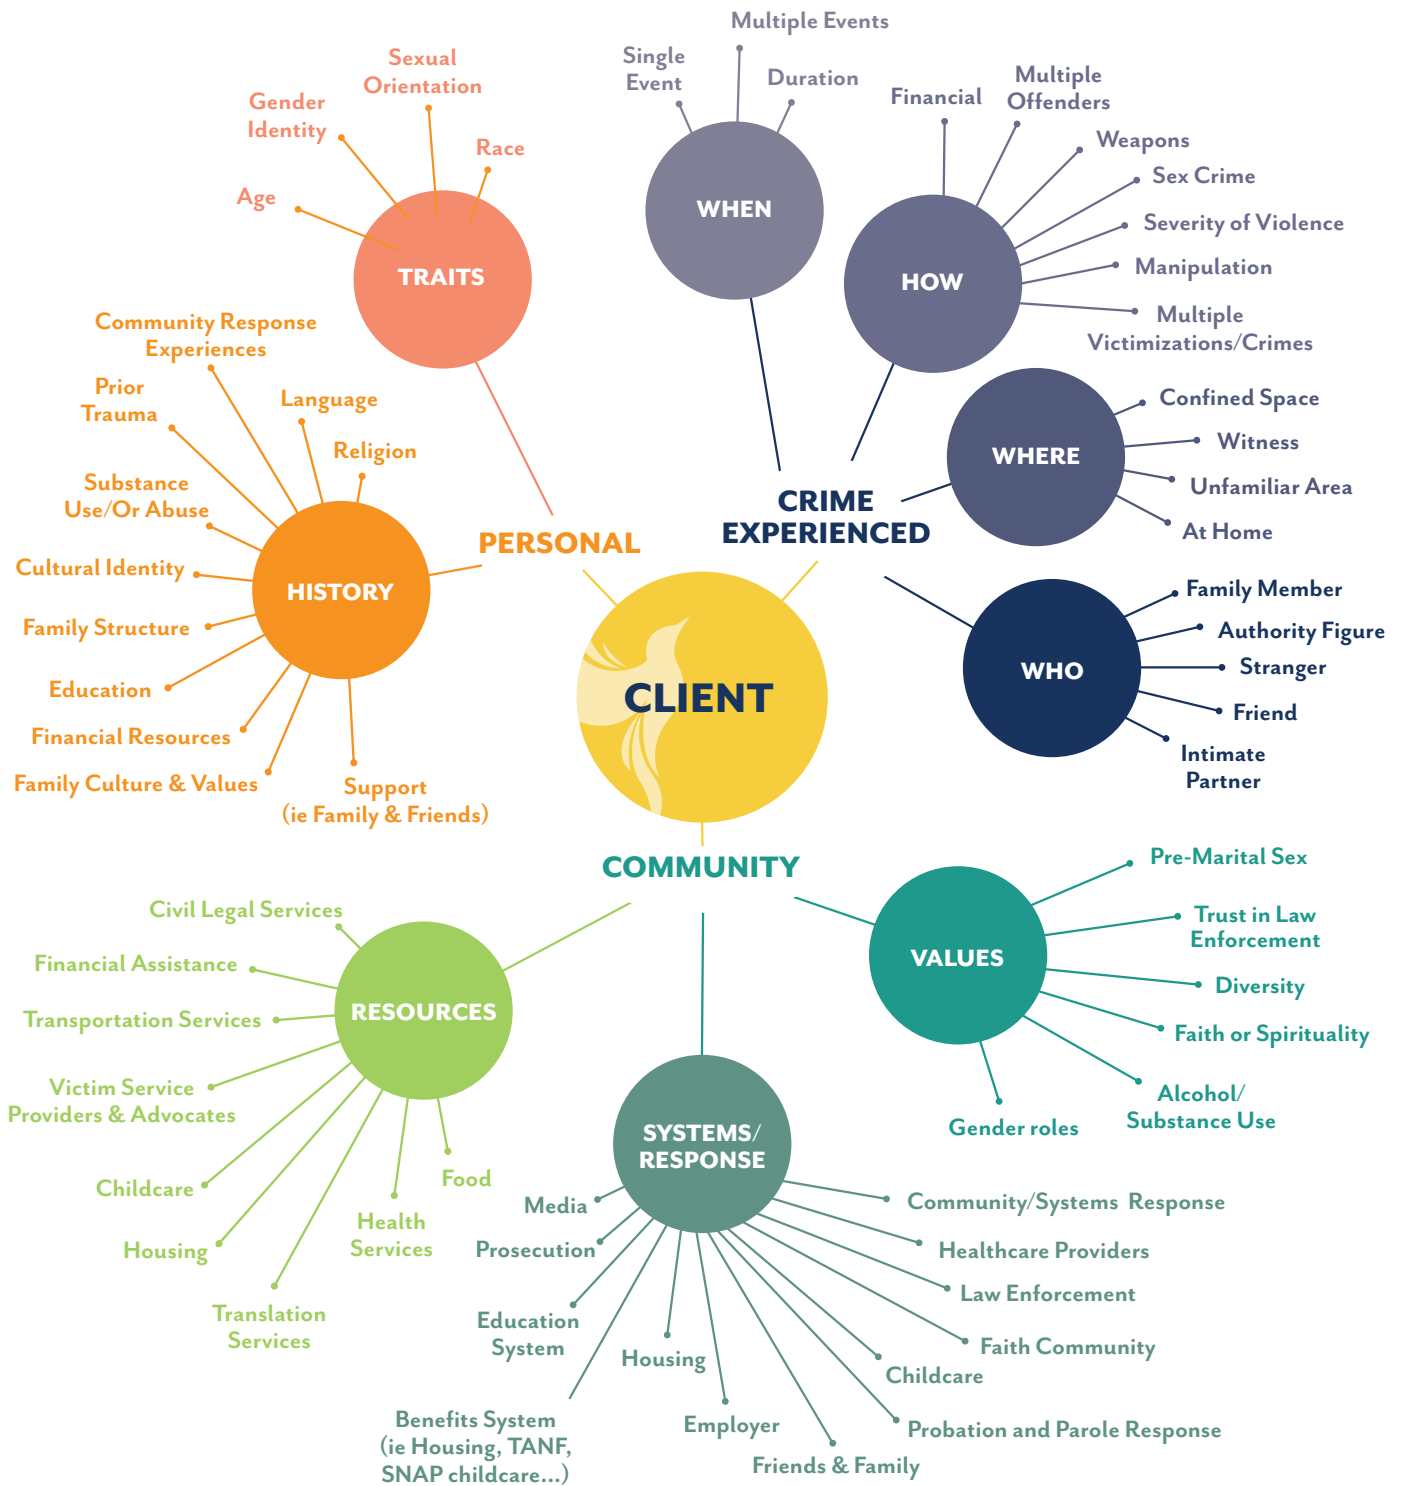 Sexual
Orientation
Gender
Identity
Race
Age
TRAITS
Multiple Events
Single
Event
Duration
WHEN
Financial
Multiple
Offenders
Weapons
Sex Crime
Severity of Violence
Manipulation
Multiple
Victimizations/Crimes
HOW
Confined Space
Witness
Unfamiliar Area
At Home
WHERE
CRIME
EXPERIENCED
Family Member
Authority Figure
Stranger
Friend
Intimate
Partner
WHO
Community Response
Experiences
Prior
Trauma
Language
Religion
Substance
Use/Or Abuse
Cultural Identity
Family Structure
Education
Financial Resources
Family Culture & Values
Support
(ie Family & Friends)
HISTORY
PERSONAL
CLIENT
COMMUNITY
Civil Legal Services
Financial Assistance
Transportation Services
Victim Service
Providers & Advocates
Childcare
Housing
Translation
Services
Health
Services
Food
RESOURCES
Pre-Marital Sex
Trust in Law
Enforcement
Diversity
Faith or Spirituality
Alcohol/
Substance Use
Gender roles
VALUES
SYSTEMS/
RESPONSE
Media
Prosecution
Education
System
Benefits System
(ie Housing, TANF,
SNAP childcare...)
Housing
Employer
Friends & Family
Probation and Parole Response
Childcare
Faith Community
Law Enforcement
Healthcare Providers
Community/Systems Response